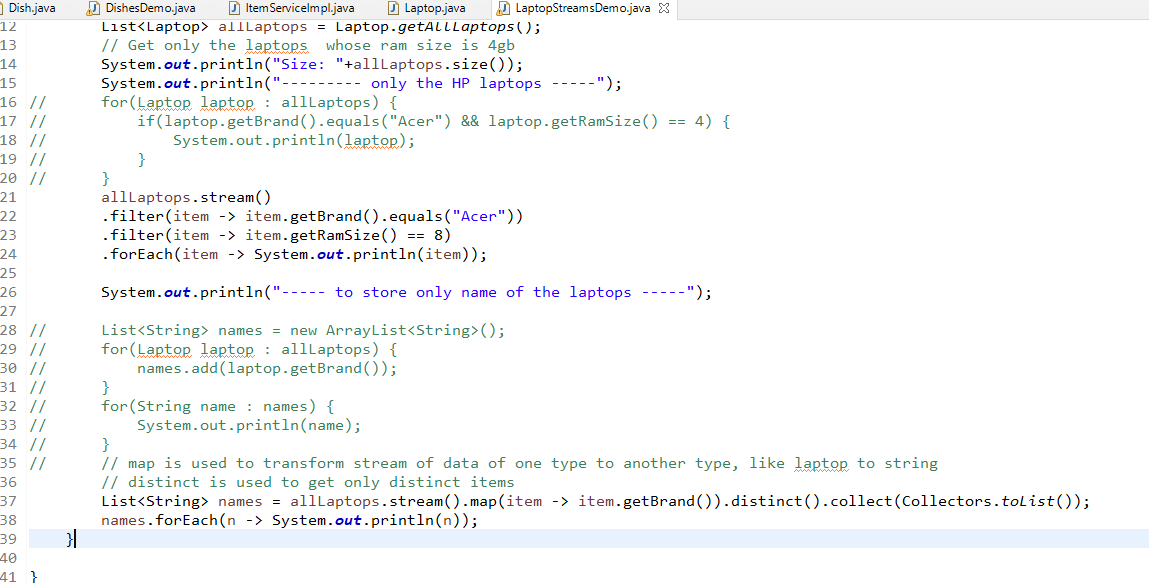 Dish.java DishesDemo.java ItemServiceImpl.java Laptop.java LaptopStreamsDemo.java
12 List<Laptop> allLaptops = Laptop.getAllLaptops();
13 // Get only the laptops  whose ram size is 4gb
14 System.out.println("Size: "+allLaptops.size());
15 System.out.println("--------- only the HP laptops -----");
16 // for(Laptop laptop : allLaptops) {
17 // if(laptop.getBrand().equals("Acer") && laptop.getRamSize() == 4) {
18 // System.out.println(laptop);
19 // }
20 // }
21 allLaptops.stream()
22 .filter(item -> item.getBrand().equals("Acer"))
23 .filter(item -> item.getRamSize() == 8)
24 .forEach(item -> System.out.println(item));
25
26 System.out.println("----- to store only name of the laptops -----");
27
28 // List<String> names = new ArrayList<String>();
29 // for(Laptop laptop : allLaptops) {
30 // names.add(laptop.getBrand());
31 // }
32 // for(String name : names) {
33 // System.out.println(name);
34 // }
35 // // map is used to transform stream of data of one type to another type, like laptop to string
36 // distinct is used to get only distinct items
37 List<String> names = allLaptops.stream().map(item -> item.getBrand()).distinct().collect(Collectors.toList());
38 names.forEach(n -> System.out.println(n));
39 }
40
41 }